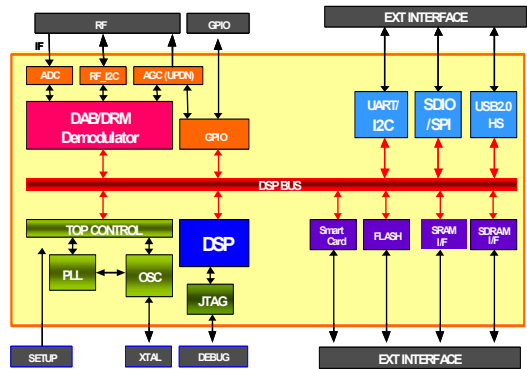 RF
GPIO
EXT INTERFACE
IF
ADC
RF_I2C
AGC (UPDN)
DAB/DRM
Demodulator
GPIO
UART/
I2C
SDIO
/SPI
USB2.0
HS
DSP BUS
TOP CONTROL
PLL
OSC
DSP
JTAG
Smart
Card
FLASH
SRAM
I/F
SDRAM
I/F
SETUP
XTAL
DEBUG
EXT INTERFACE